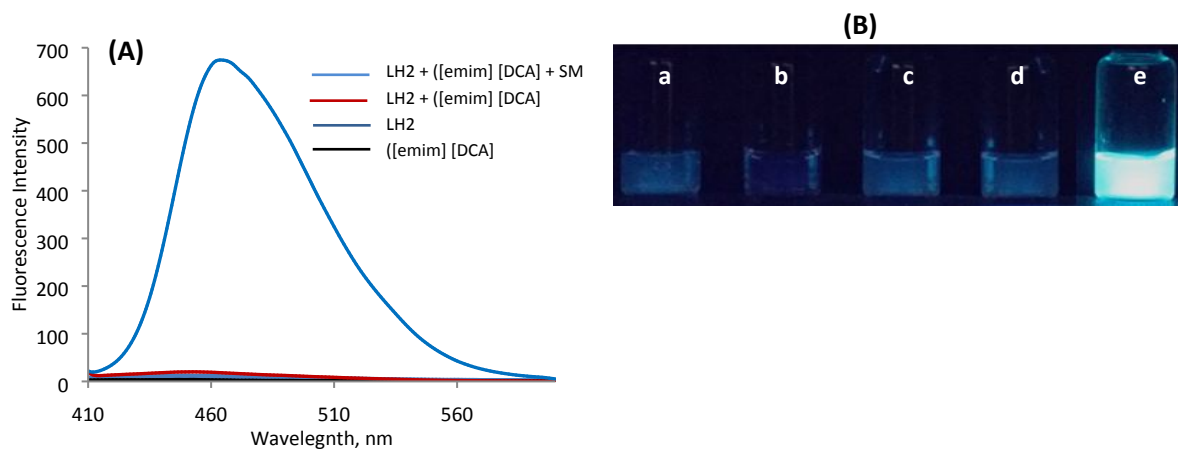 (A)
700
600
500
400
300
200
100
0
Fluorescence Intensity
410 460 510 560
Wavelegnth, nm
LH2 + ([emim] [DCA] + SM
LH2 + ([emim] [DCA]
LH2
([emim] [DCA]
(B)
a b c d e